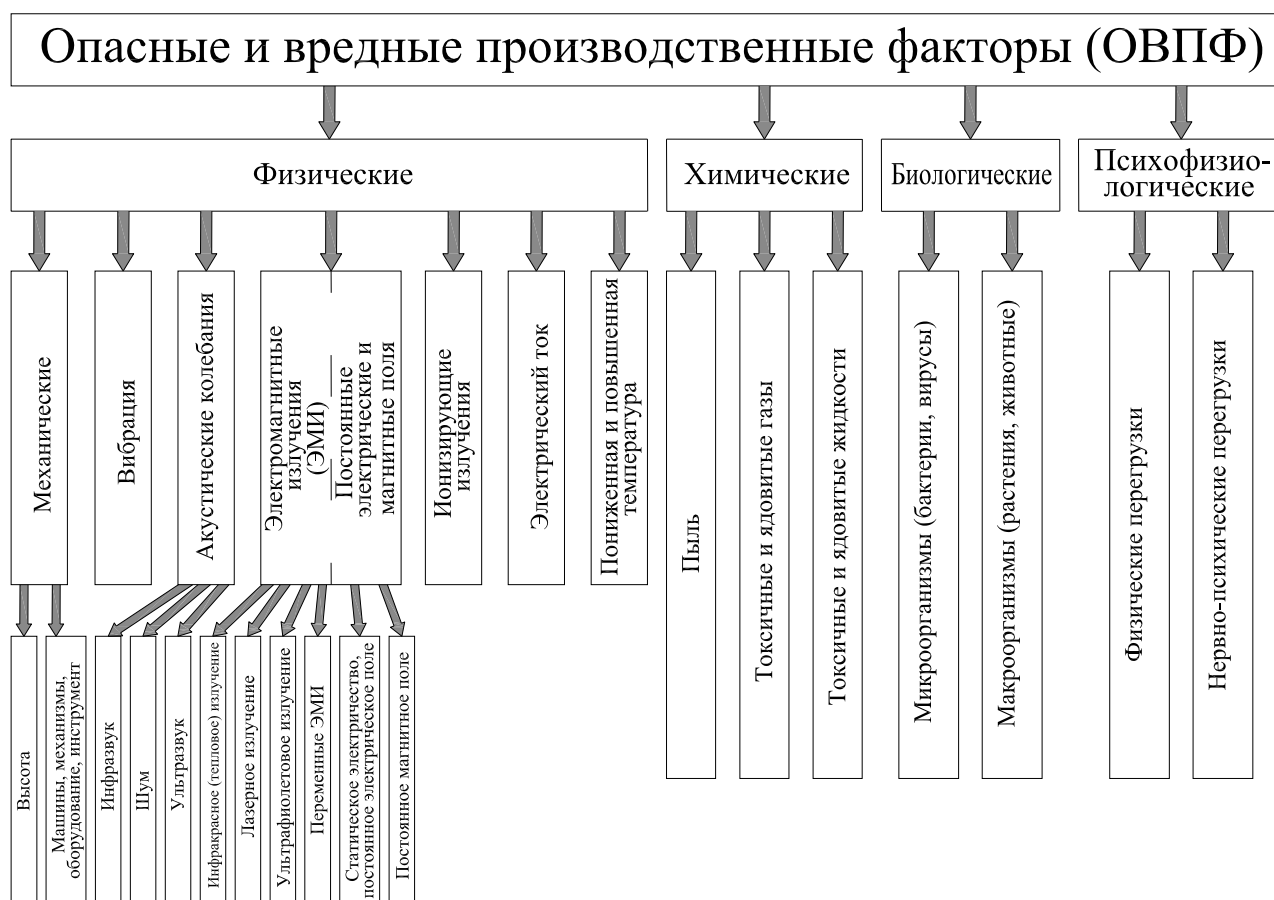 Опасные и вредные производственные факторы (ОВПФ)
Физические
Химические
Биологические
Психофизио-
логические
Механические
Вибрация
Акустические колебания
Электромагнитные
излучения
(ЭМИ)
Постоянные
электрические и
магнитные поля
Ионизирующие
излучения
Электрический ток
Пониженная и повышенная
температура
Пыль
Токсичные и ядовитые газы
Токсичные и ядовитые жидкости
Микроорганизмы (бактерии, вирусы)
Макроорганизмы (растения, животные)
Физические перегрузки
Нервно-психические перегрузки
Высота
Машины, механизмы,
оборудование, инструмент
Инфразвук
Шум
Ультразвук
Инфракрасное (тепловое) излучение
Лазерное излучение
Ультрафиолетовое излучение
Переменные ЭМИ
Статическое электричество,
постоянное электрическое поле
Постоянное магнитное поле